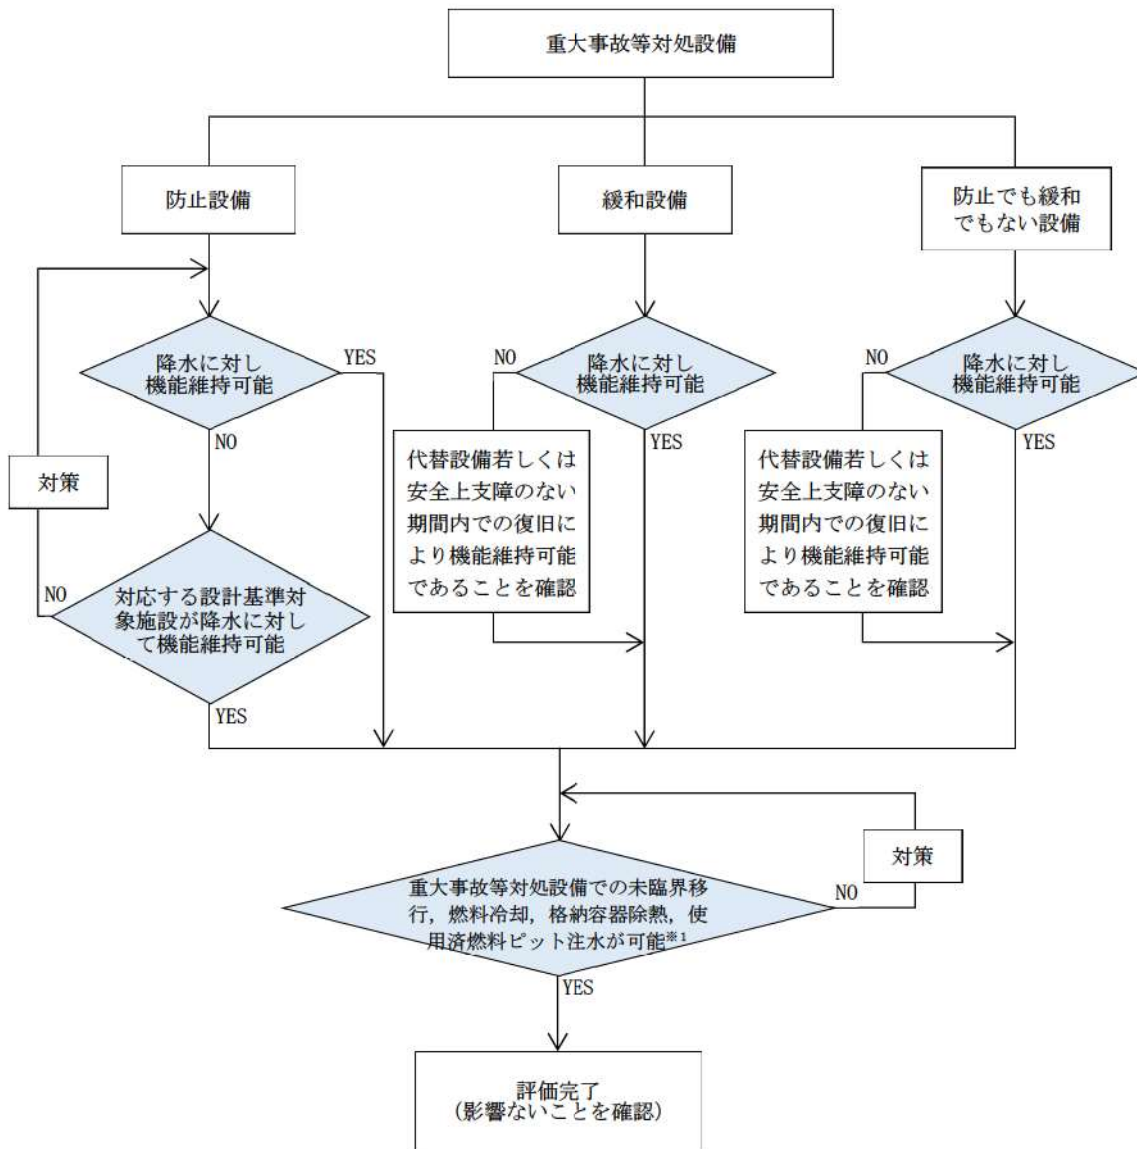 重大事故等対処設備
防止設備
緩和設備
防止でも緩和
でもない設備
降水に対し
機能維持可能
YES
NO
対応する設計基準対
象施設が降水に対し
て機能維持可能
NO
対策
YES
NO
降水に対し
機能維持可能
YES
代替設備若しくは
安全上支障のない
期間内での復旧に
より機能維持可能
であることを確認
NO
降水に対し
機能維持可能
YES
代替設備若しくは
安全上支障のない
期間内での復旧に
より機能維持可能
であることを確認
対策
重大事故等対処設備での未臨界移
行，燃料冷却，格納容器除熱，使
用済燃料ピット注水が可能※1
NO
YES
評価完了
（影響ないことを確認）